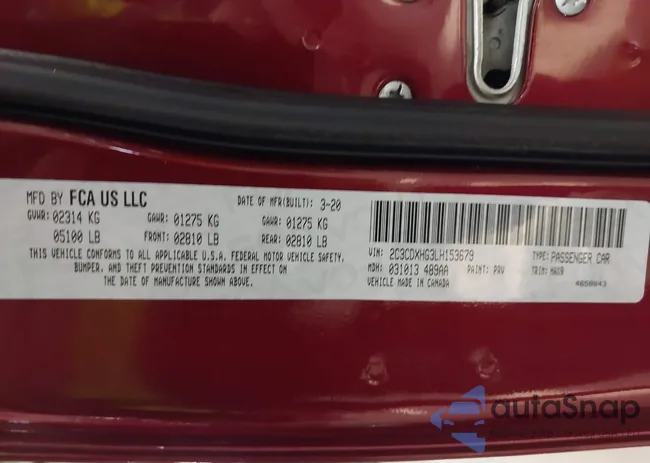 MFD BY FCA US LLC DATE OF MFR(BUILT): 3-20
GVWR: 02314 KG GAWR: 01275 KG GAWR: 01275 KG
05100 LB FRONT: 02810 LB REAR: 02810 LB
THIS VEHICLE CONFORMS TO ALL APPLICABLE U.S.A. FEDERAL MOTOR VEHICLE SAFETY,
BUMPER, AND THEFT PREVENTION STANDARDS IN EFFECT ON
THE DATE OF MANUFACTURE SHOWN ABOVE.
VIN: 2C3CDXHG3LH153679 TYPE: PASSENGER CAR
MDH: 031013 489AA PAINT: PRV TRIM:
VEHICLE MADE IN CANADA 4658843
autoSnap